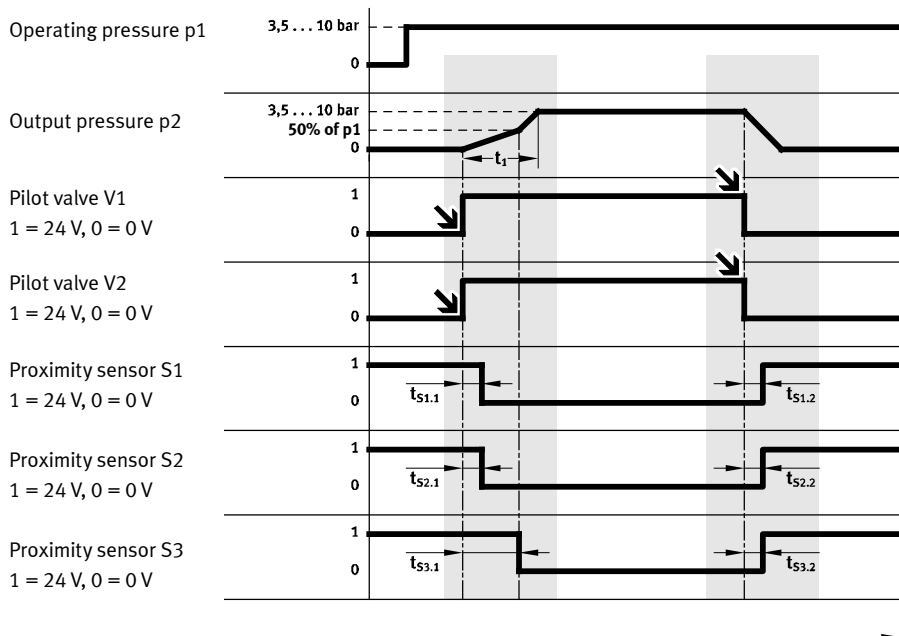 Operating pressure p1
3,5 . . . 10 bar
0
Output pressure p2
3,5 . . . 10 bar
50% of p1
0
t1
Pilot valve V1
1 = 24 V, 0 = 0 V
1
0
Pilot valve V2
1 = 24 V, 0 = 0 V
1
0
Proximity sensor S1
1 = 24 V, 0 = 0 V
1
0
tS1.1
tS1.2
Proximity sensor S2
1 = 24 V, 0 = 0 V
1
0
tS2.1
tS2.2
Proximity sensor S3
1 = 24 V, 0 = 0 V
1
0
tS3.1
tS3.2